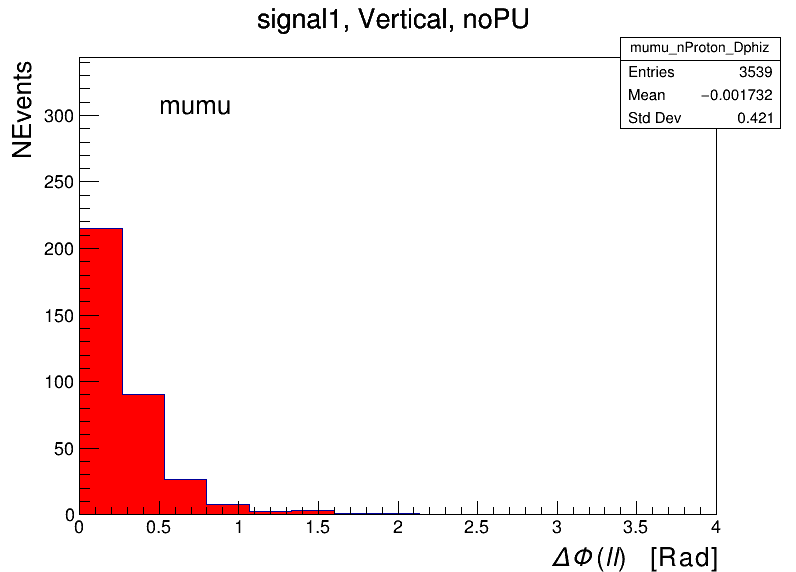 signal1, Vertical, noPU
mumu_nProton_Dphiz
Entries 3539
Mean −0.001732
Std Dev 0.421
NEvents
mumu
300
250
200
150
100
50
0
0 0.5 1 1.5 2 2.5 3 3.5 4
ΔΦ(ll) [Rad]